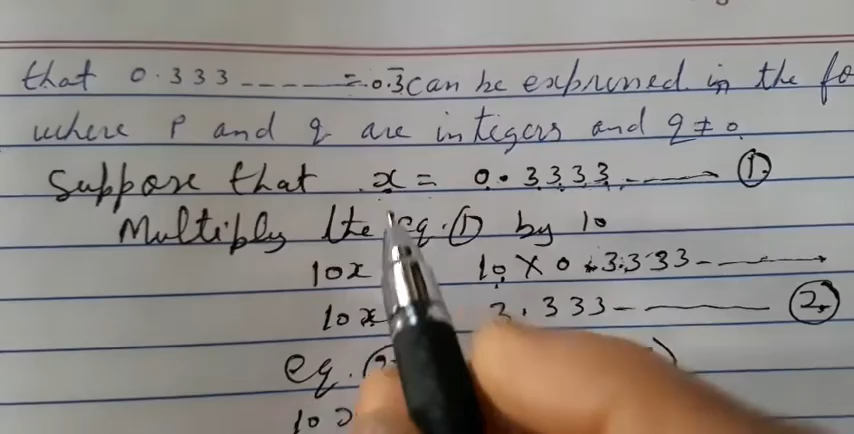 that 0.333 ----- = 0.3̅ can be expressed in the fo
where P and q are integers and q ≠ 0.
Suppose that x = 0.3333 ----→ ①
Multiply the eq. ① by 10
10x 10 × 0.3333 ----→
10x 3.333 ---- ②
eq.
10x